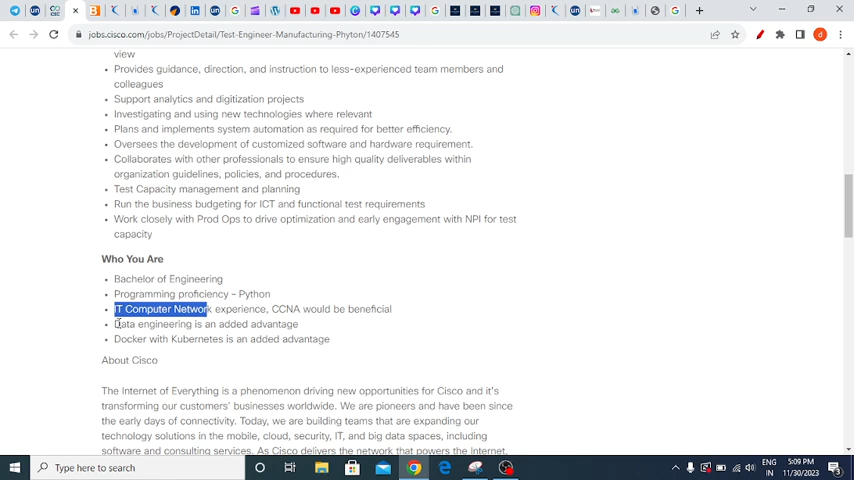 jobs.cisco.com/jobs/ProjectDetail/Test-Engineer-Manufacturing-Phyton/1407545
view
• Provides guidance, direction, and instruction to less-experienced team members and
colleagues
• Support analytics and digitization projects
• Investigating and using new technologies where relevant
• Plans and implements system automation as required for better efficiency.
• Oversees the development of customized software and hardware requirement.
• Collaborates with other professionals to ensure high quality deliverables within
organization guidelines, policies, and procedures.
• Test Capacity management and planning
• Run the business budgeting for ICT and functional test requirements
• Work closely with Prod Ops to drive optimization and early engagement with NPI for test
capacity
Who You Are
• Bachelor of Engineering
• Programming proficiency - Python
• IT Computer Network experience, CCNA would be beneficial
• Data engineering is an added advantage
• Docker with Kubernetes is an added advantage
About Cisco
The Internet of Everything is a phenomenon driving new opportunities for Cisco and it's
transforming our customers' businesses worldwide. We are pioneers and have been since
the early days of connectivity. Today, we are building teams that are expanding our
technology solutions in the mobile, cloud, security, IT, and big data spaces, including
software and consulting services. As Cisco delivers the network that powers the Internet,
Type here to search
ENG
IN
5:09 PM
11/30/2023
3